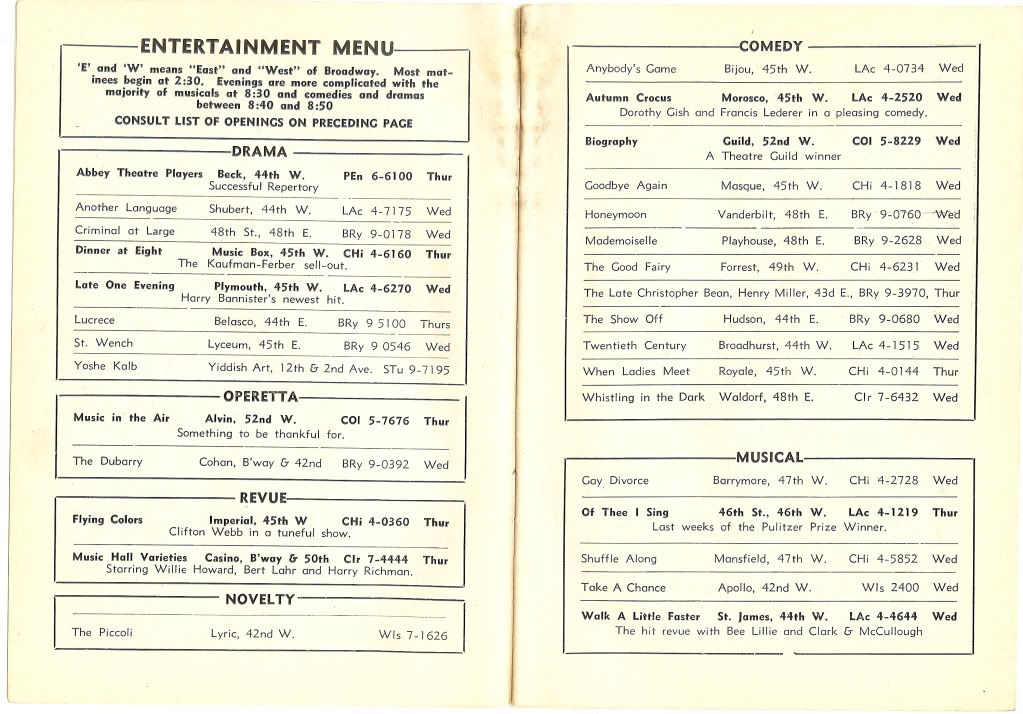 ENTERTAINMENT MENU
'E' and 'W' means "East" and "West" of Broadway. Most mat-
inees begin at 2:30. Evenings are more complicated with the
majority of musicals at 8:30 and comedies and dramas
between 8:40 and 8:50
CONSULT LIST OF OPENINGS ON PRECEDING PAGE
DRAMA
Abbey Theatre Players Beck, 44th W. PEn 6-6100 Thur
Successful Repertory
Another Language Shubert, 44th W. LAc 4-7175 Wed
Criminal at Large 48th St., 48th E. BRy 9-0178 Wed
Dinner at Eight Music Box, 45th W. CHi 4-6160 Thur
The Kaufman-Ferber sell-out.
Late One Evening Plymouth, 45th W. LAc 4-6270 Wed
Harry Bannister's newest hit.
Lucrece Belasco, 44th E. BRy 9 5100 Thurs
St. Wench Lyceum, 45th E. BRy 9 0546 Wed
Yoshe Kalb Yiddish Art, 12th & 2nd Ave. STu 9-7195
OPERETTA
Music in the Air Alvin, 52nd W. COl 5-7676 Thur
Something to be thankful for.
The Dubarry Cohan, B'way & 42nd BRy 9-0392 Wed
REVUE
Flying Colors Imperial, 45th W CHi 4-0360 Thur
Clifton Webb in a tuneful show.
Music Hall Varieties Casino, B'way & 50th CIr 7-4444 Thur
Starring Willie Howard, Bert Lahr and Harry Richman.
NOVELTY
The Piccoli Lyric, 42nd W. WIs 7-1626
COMEDY
Anybody's Game Bijou, 45th W. LAc 4-0734 Wed
Autumn Crocus Morosco, 45th W. LAc 4-2520 Wed
Dorothy Gish and Francis Lederer in a pleasing comedy.
Biography Guild, 52nd W. COl 5-8229 Wed
A Theatre Guild winner
Goodbye Again Masque, 45th W. CHi 4-1818 Wed
Honeymoon Vanderbilt, 48th E. BRy 9-0760 Wed
Mademoiselle Playhouse, 48th E. BRy 9-2628 Wed
The Good Fairy Forrest, 49th W. CHi 4-6231 Wed
The Late Christopher Bean, Henry Miller, 43d E., BRy 9-3970, Thur
The Show Off Hudson, 44th E. BRy 9-0680 Wed
Twentieth Century Broadhurst, 44th W. LAc 4-1515 Wed
When Ladies Meet Royale, 45th W. CHi 4-0144 Thur
Whistling in the Dark Waldorf, 48th E. CIr 7-6432 Wed
MUSICAL
Gay Divorce Barrymore, 47th W. CHi 4-2728 Wed
Of Thee I Sing 46th St., 46th W. LAc 4-1219 Thur
Last weeks of the Pulitzer Prize Winner.
Shuffle Along Mansfield, 47th W. CHi 4-5852 Wed
Take A Chance Apollo, 42nd W. WIs 2400 Wed
Walk A Little Faster St. James, 44th W. LAc 4-4644 Wed
The hit revue with Bee Lillie and Clark & McCullough